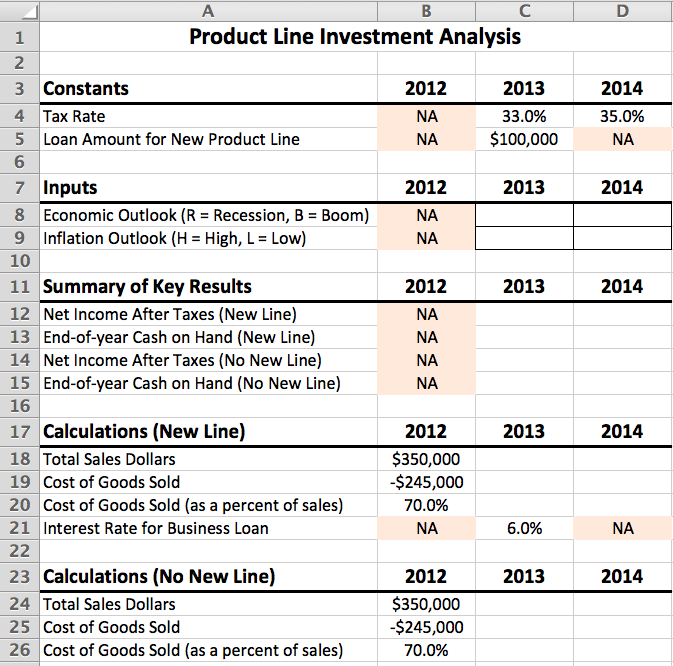 A B C D
1 Product Line Investment Analysis
2
3 Constants 2012 2013 2014
4 Tax Rate NA 33.0% 35.0%
5 Loan Amount for New Product Line NA $100,000 NA
6
7 Inputs 2012 2013 2014
8 Economic Outlook (R = Recession, B = Boom) NA
9 Inflation Outlook (H = High, L = Low) NA
10
11 Summary of Key Results 2012 2013 2014
12 Net Income After Taxes (New Line) NA
13 End-of-year Cash on Hand (New Line) NA
14 Net Income After Taxes (No New Line) NA
15 End-of-year Cash on Hand (No New Line) NA
16
17 Calculations (New Line) 2012 2013 2014
18 Total Sales Dollars $350,000
19 Cost of Goods Sold -$245,000
20 Cost of Goods Sold (as a percent of sales) 70.0%
21 Interest Rate for Business Loan NA 6.0% NA
22
23 Calculations (No New Line) 2012 2013 2014
24 Total Sales Dollars $350,000
25 Cost of Goods Sold -$245,000
26 Cost of Goods Sold (as a percent of sales) 70.0%